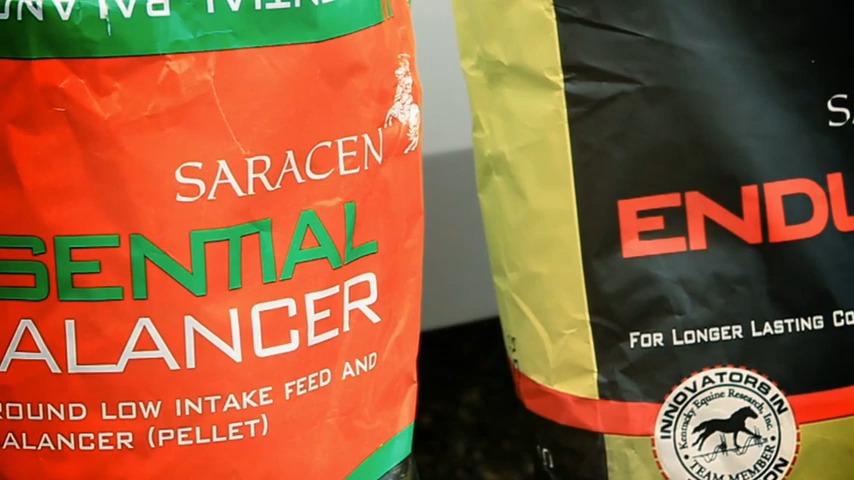 SARACEN
SENTIAL
ALANCER
ROUND LOW INTAKE FEED AND
ALANCER (PELLET)
ENDU
FOR LONGER LASTING CO
INNOVATORS IN
Kentucky Equine Research, Inc.
TEAM MEMBER